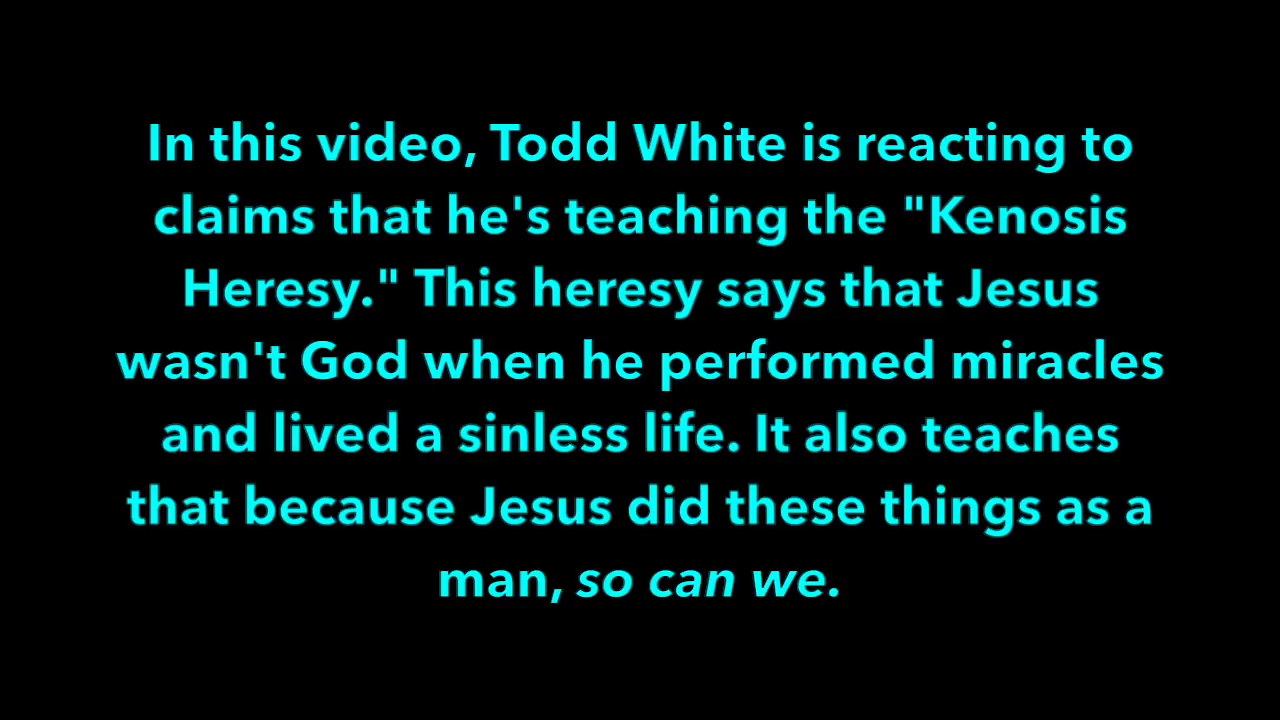 In this video, Todd White is reacting to
claims that he's teaching the "Kenosis
Heresy." This heresy says that Jesus
wasn't God when he performed miracles
and lived a sinless life. It also teaches
that because Jesus did these things as a
man, so can we.